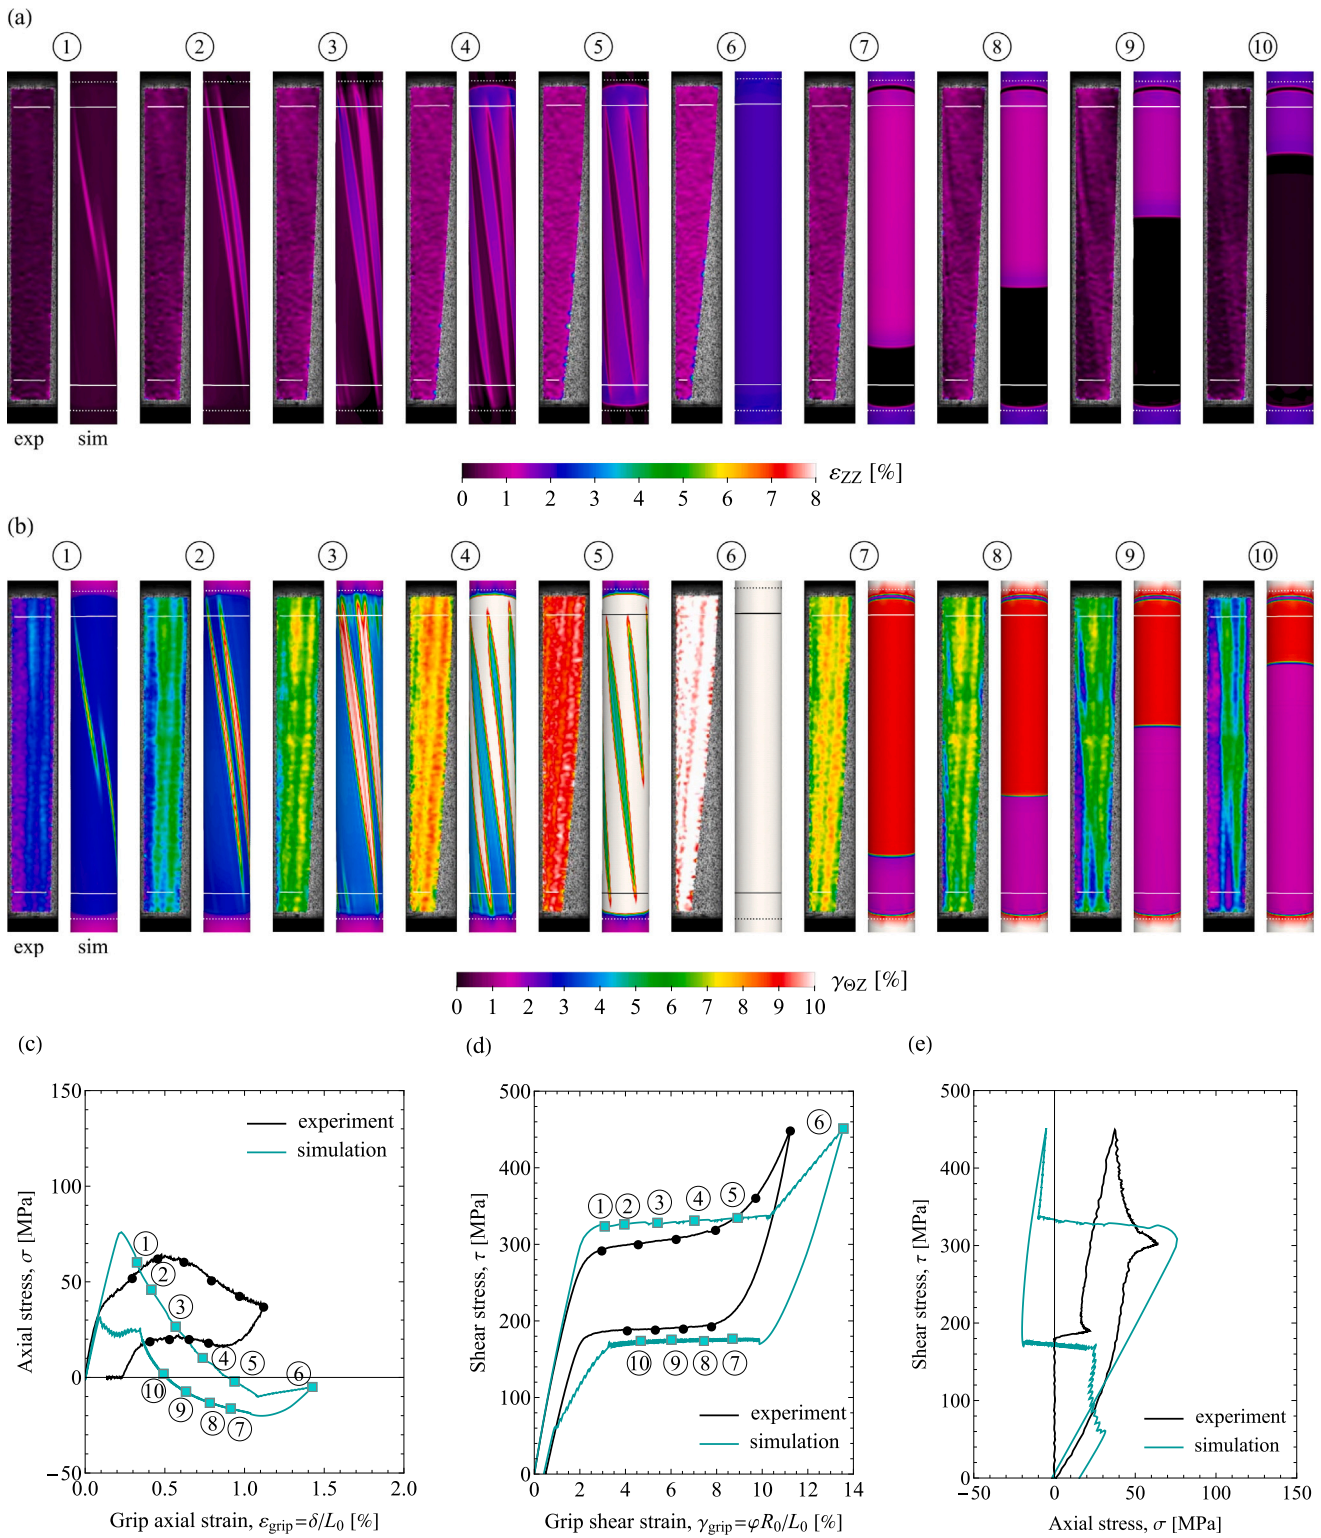 (a)
1 2 3 4 5 6 7 8 9 10
exp sim
0 1 2 3 4 5 6 7 8
εZZ [%]
(b)
1 2 3 4 5 6 7 8 9 10
exp sim
0 1 2 3 4 5 6 7 8 9 10
γΘZ [%]
(c)
150
100
50
0
−50
Axial stress, σ [MPa]
experiment
simulation
1
2
3
4
5
6
10
9
8
7
0.0 0.5 1.0 1.5 2.0
Grip axial strain, εgrip=δ/L0 [%]
(d)
500
400
300
200
100
0
Shear stress, τ [MPa]
6
1 2 3 4 5
10 9 8 7
experiment
simulation
0 2 4 6 8 10 12 14
Grip shear strain, γgrip=φR0/L0 [%]
(e)
500
400
300
200
100
0
Shear stress, τ [MPa]
experiment
simulation
−50 0 50 100 150
Axial stress, σ [MPa]